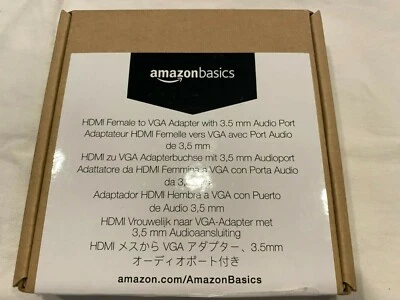 amazonbasics
HDMI Female to VGA Adapter with 3.5 mm Audio Port
Adaptateur HDMI Femelle vers VGA avec Port Audio
de 3,5 mm
HDMI zu VGA Adapterbuchse mit 3,5 mm Audioport
Adattatore da HDMI Femmina a VGA con Porta Audio
da 3,5 mm
Adaptador HDMI Hembra a VGA con Puerto
de Audio 3,5 mm
HDMI Vrouwelijk naar VGA-Adapter met
3,5 mm Audioaansluiting
HDMI メスから VGA アダプター、3.5mm
オーディオポート付き
amazon.com/AmazonBasics